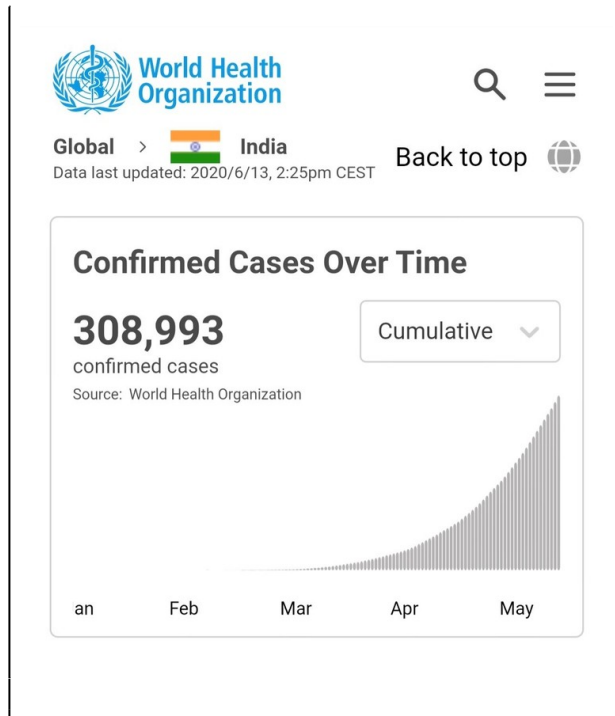 World Health
Organization
Global > India
Back to top
Data last updated: 2020/6/13, 2:25pm CEST
Confirmed Cases Over Time
308,993
Cumulative
confirmed cases
Source: World Health Organization
an Feb Mar Apr May